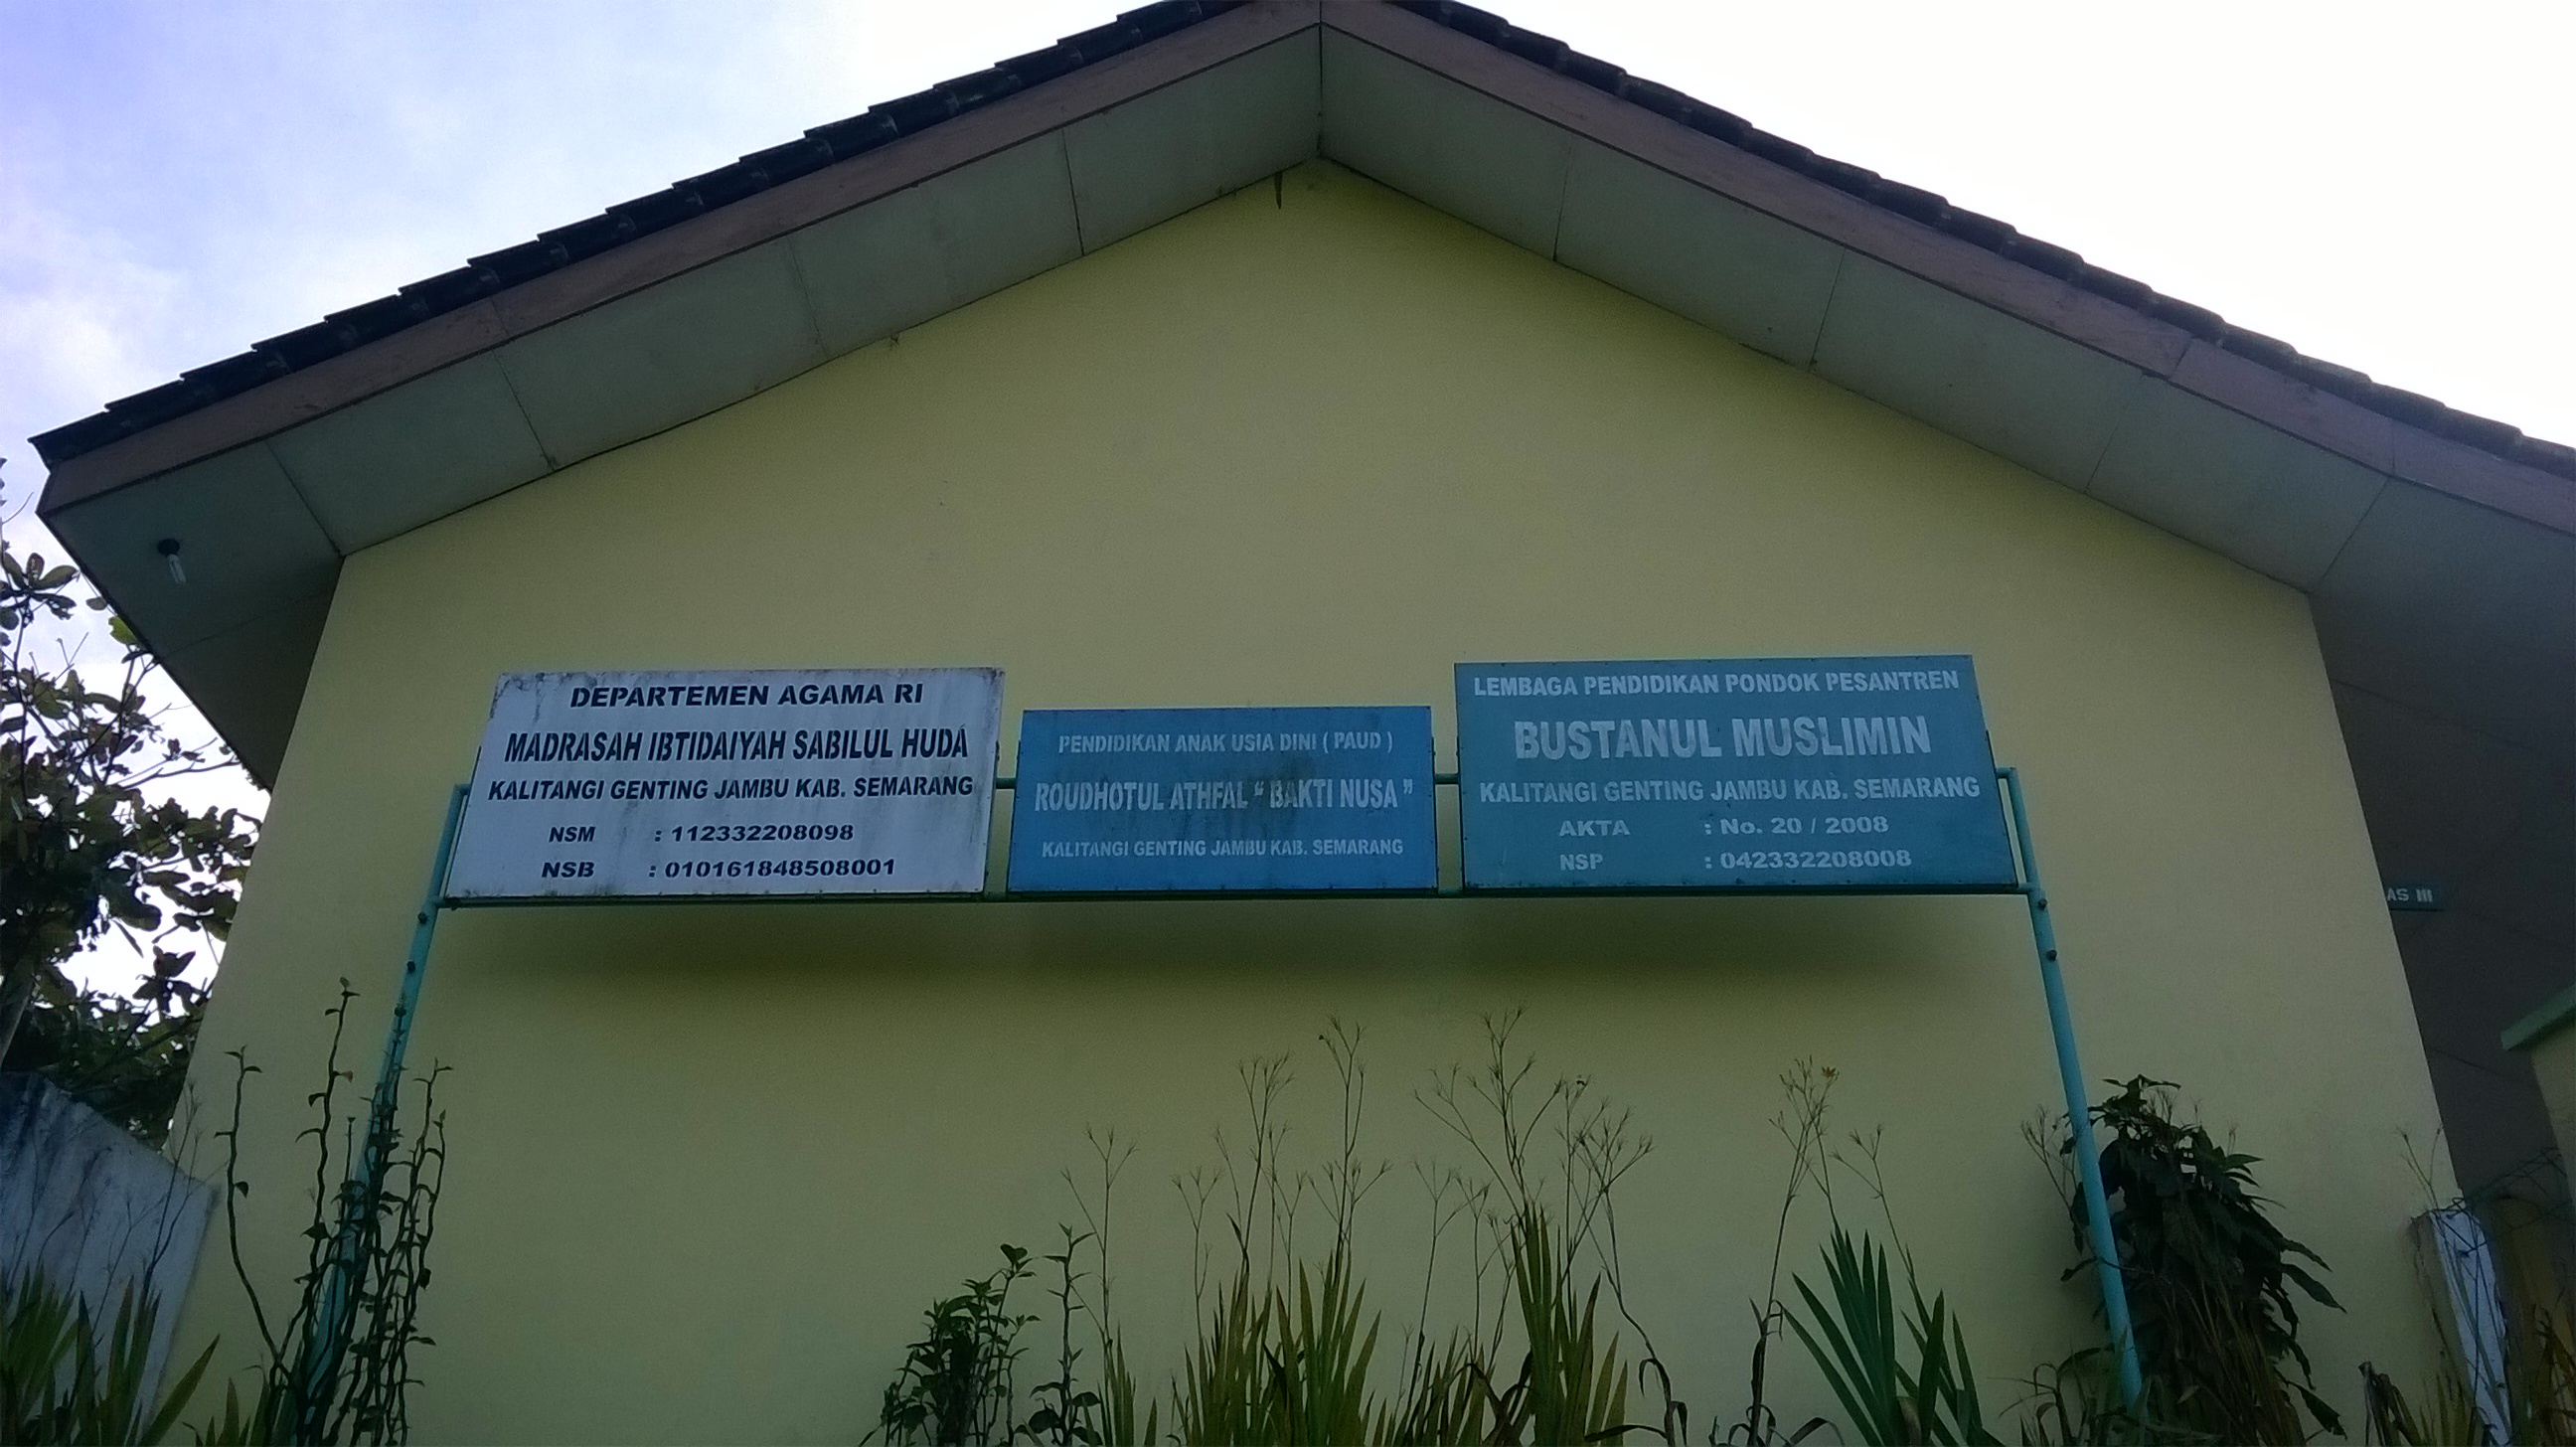 DEPARTEMEN AGAMA RI
MADRASAH IBTIDAIYAH SABILUL HUDA
KALITANGI GENTING JAMBU KAB. SEMARANG
NSM : 112332208098
NSB : 010161848508001
PENDIDIKAN ANAK USIA DINI ( PAUD )
ROUDHOTUL ATHFAL “ BAKTI NUSA ”
KALITANGI GENTING JAMBU KAB. SEMARANG
LEMBAGA PENDIDIKAN PONDOK PESANTREN
BUSTANUL MUSLIMIN
KALITANGI GENTING JAMBU KAB. SEMARANG
AKTA : No. 20 / 2008
NSP : 042332208008
AS III